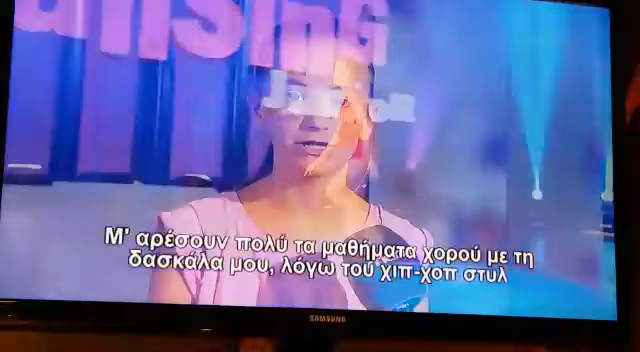 Μ' αρέσουν πολύ τα μαθήματα χορού με τη
δασκάλα μου, λόγω του χιπ-χοπ στυλ
SAMSUNG